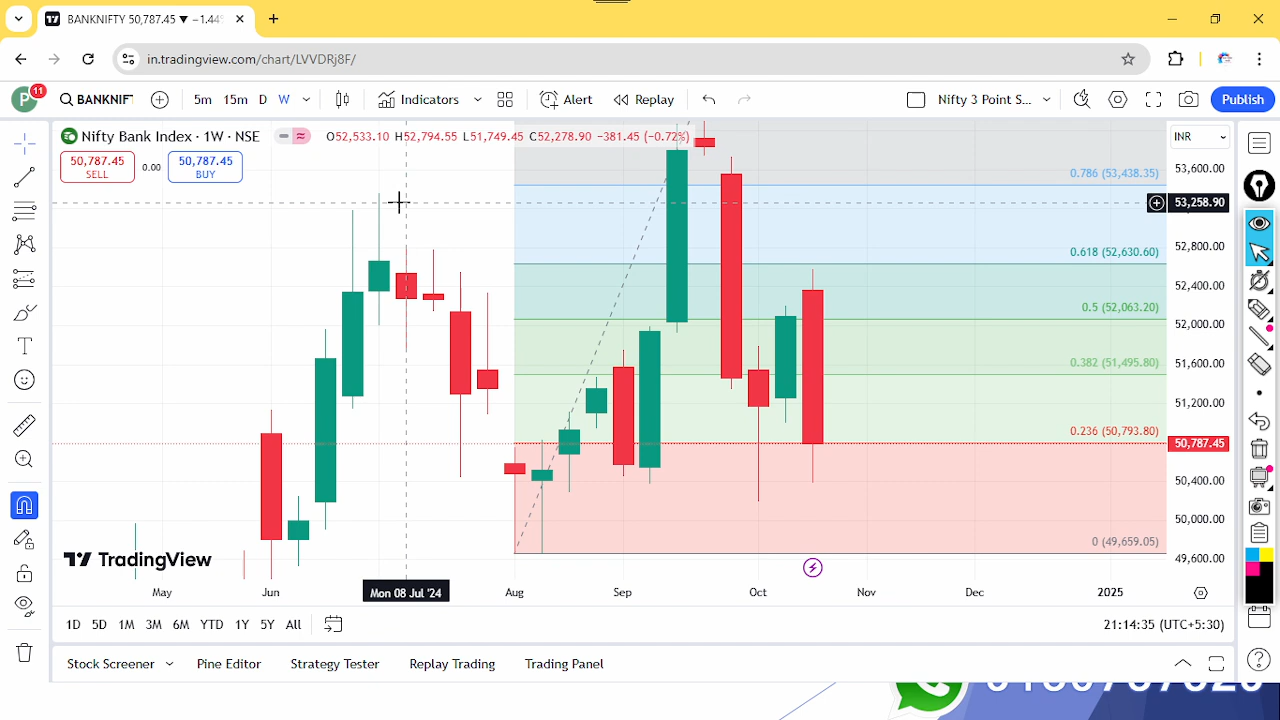 BANKNIFTY 50,787.45 ▼ −1.44%
in.tradingview.com/chart/LVVDRj8F/
P
11
BANKNIFT
5m 15m D W
Indicators
Alert
Replay
Nifty 3 Point S...
Publish
Nifty Bank Index · 1W · NSE
O52,533.10 H52,794.55 L51,749.45 C52,278.90 −381.45 (−0.72%)
INR
50,787.45
SELL
0.00
50,787.45
BUY
0.786 (53,438.35)
53,600.00
53,258.90
52,800.00
0.618 (52,630.60)
52,400.00
0.5 (52,063.20)
52,000.00
0.382 (51,495.80)
51,600.00
51,200.00
0.236 (50,793.80)
50,787.45
50,400.00
50,000.00
0 (49,659.05)
49,600.00
TradingView
May
Jun
Mon 08 Jul '24
Aug
Sep
Oct
Nov
Dec
2025
1D 5D 1M 3M 6M YTD 1Y 5Y All
21:14:35 (UTC+5:30)
Stock Screener
Pine Editor
Strategy Tester
Replay Trading
Trading Panel